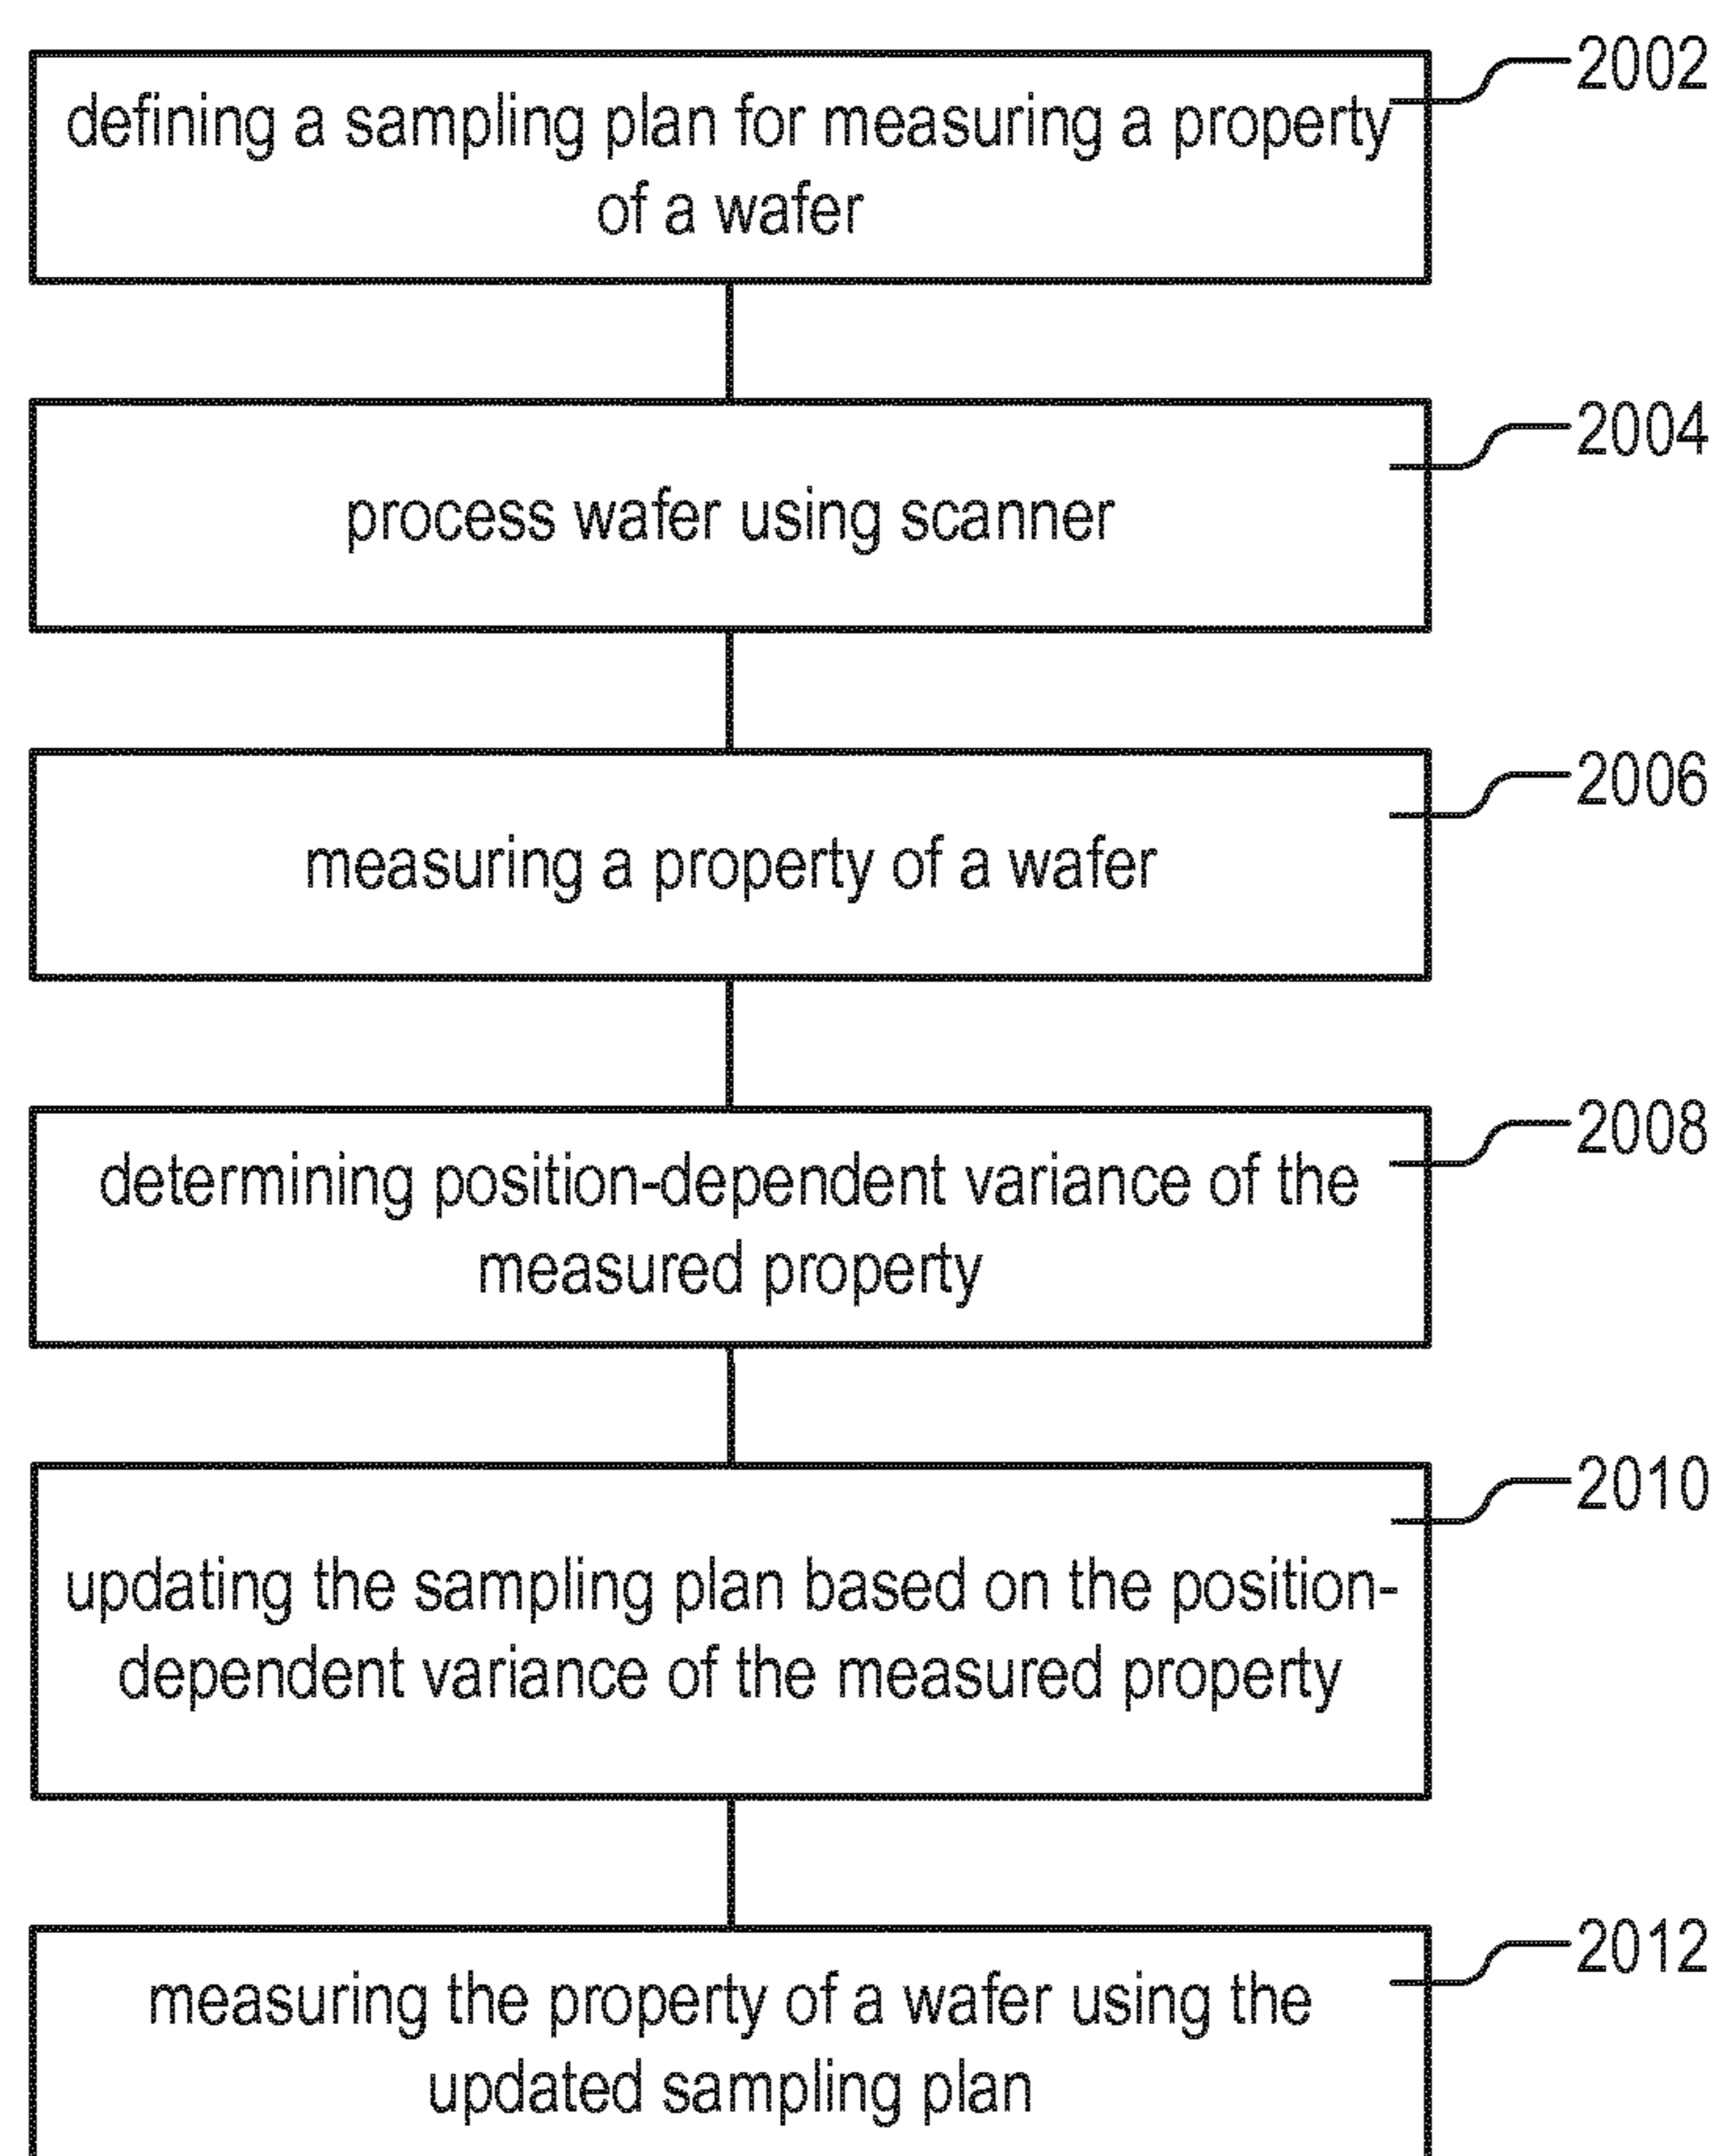 2002
defining a sampling plan for measuring a property
of a wafer
2004
process wafer using scanner
2006
measuring a property of a wafer
2008
determining position-dependent variance of the
measured property
2010
updating the sampling plan based on the position-
dependent variance of the measured property
2012
measuring the property of a wafer using the
updated sampling plan